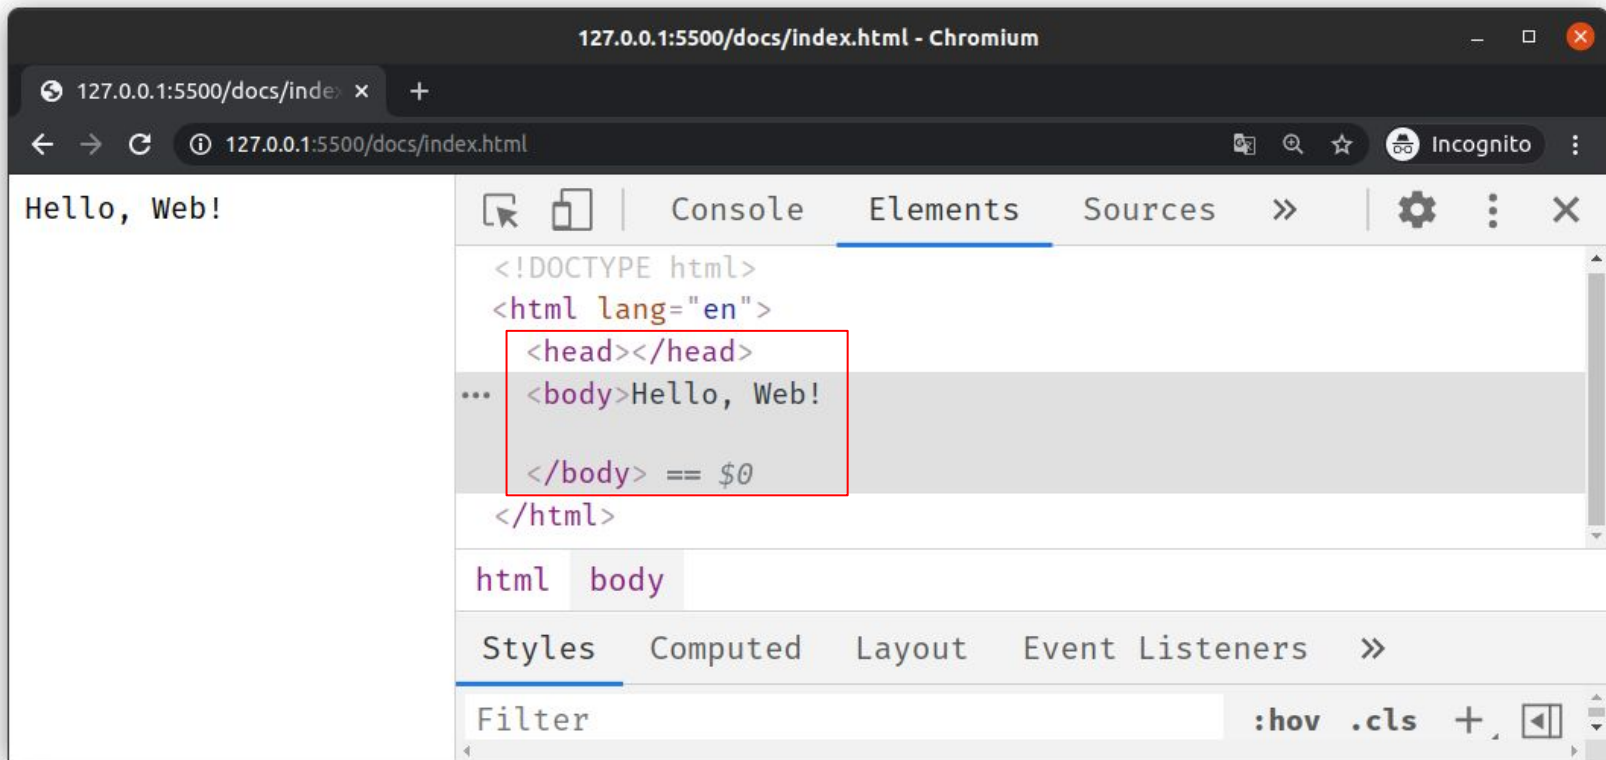 127.0.0.1:5500/docs/index.html - Chromium
127.0.0.1:5500/docs/inde
127.0.0.1:5500/docs/index.html
Incognito
Hello, Web!
Console Elements Sources
<!DOCTYPE html>
<html lang="en">
<head></head>
<body>Hello, Web!
</body> == $0
</html>
html body
Styles Computed Layout Event Listeners
Filter :hov .cls